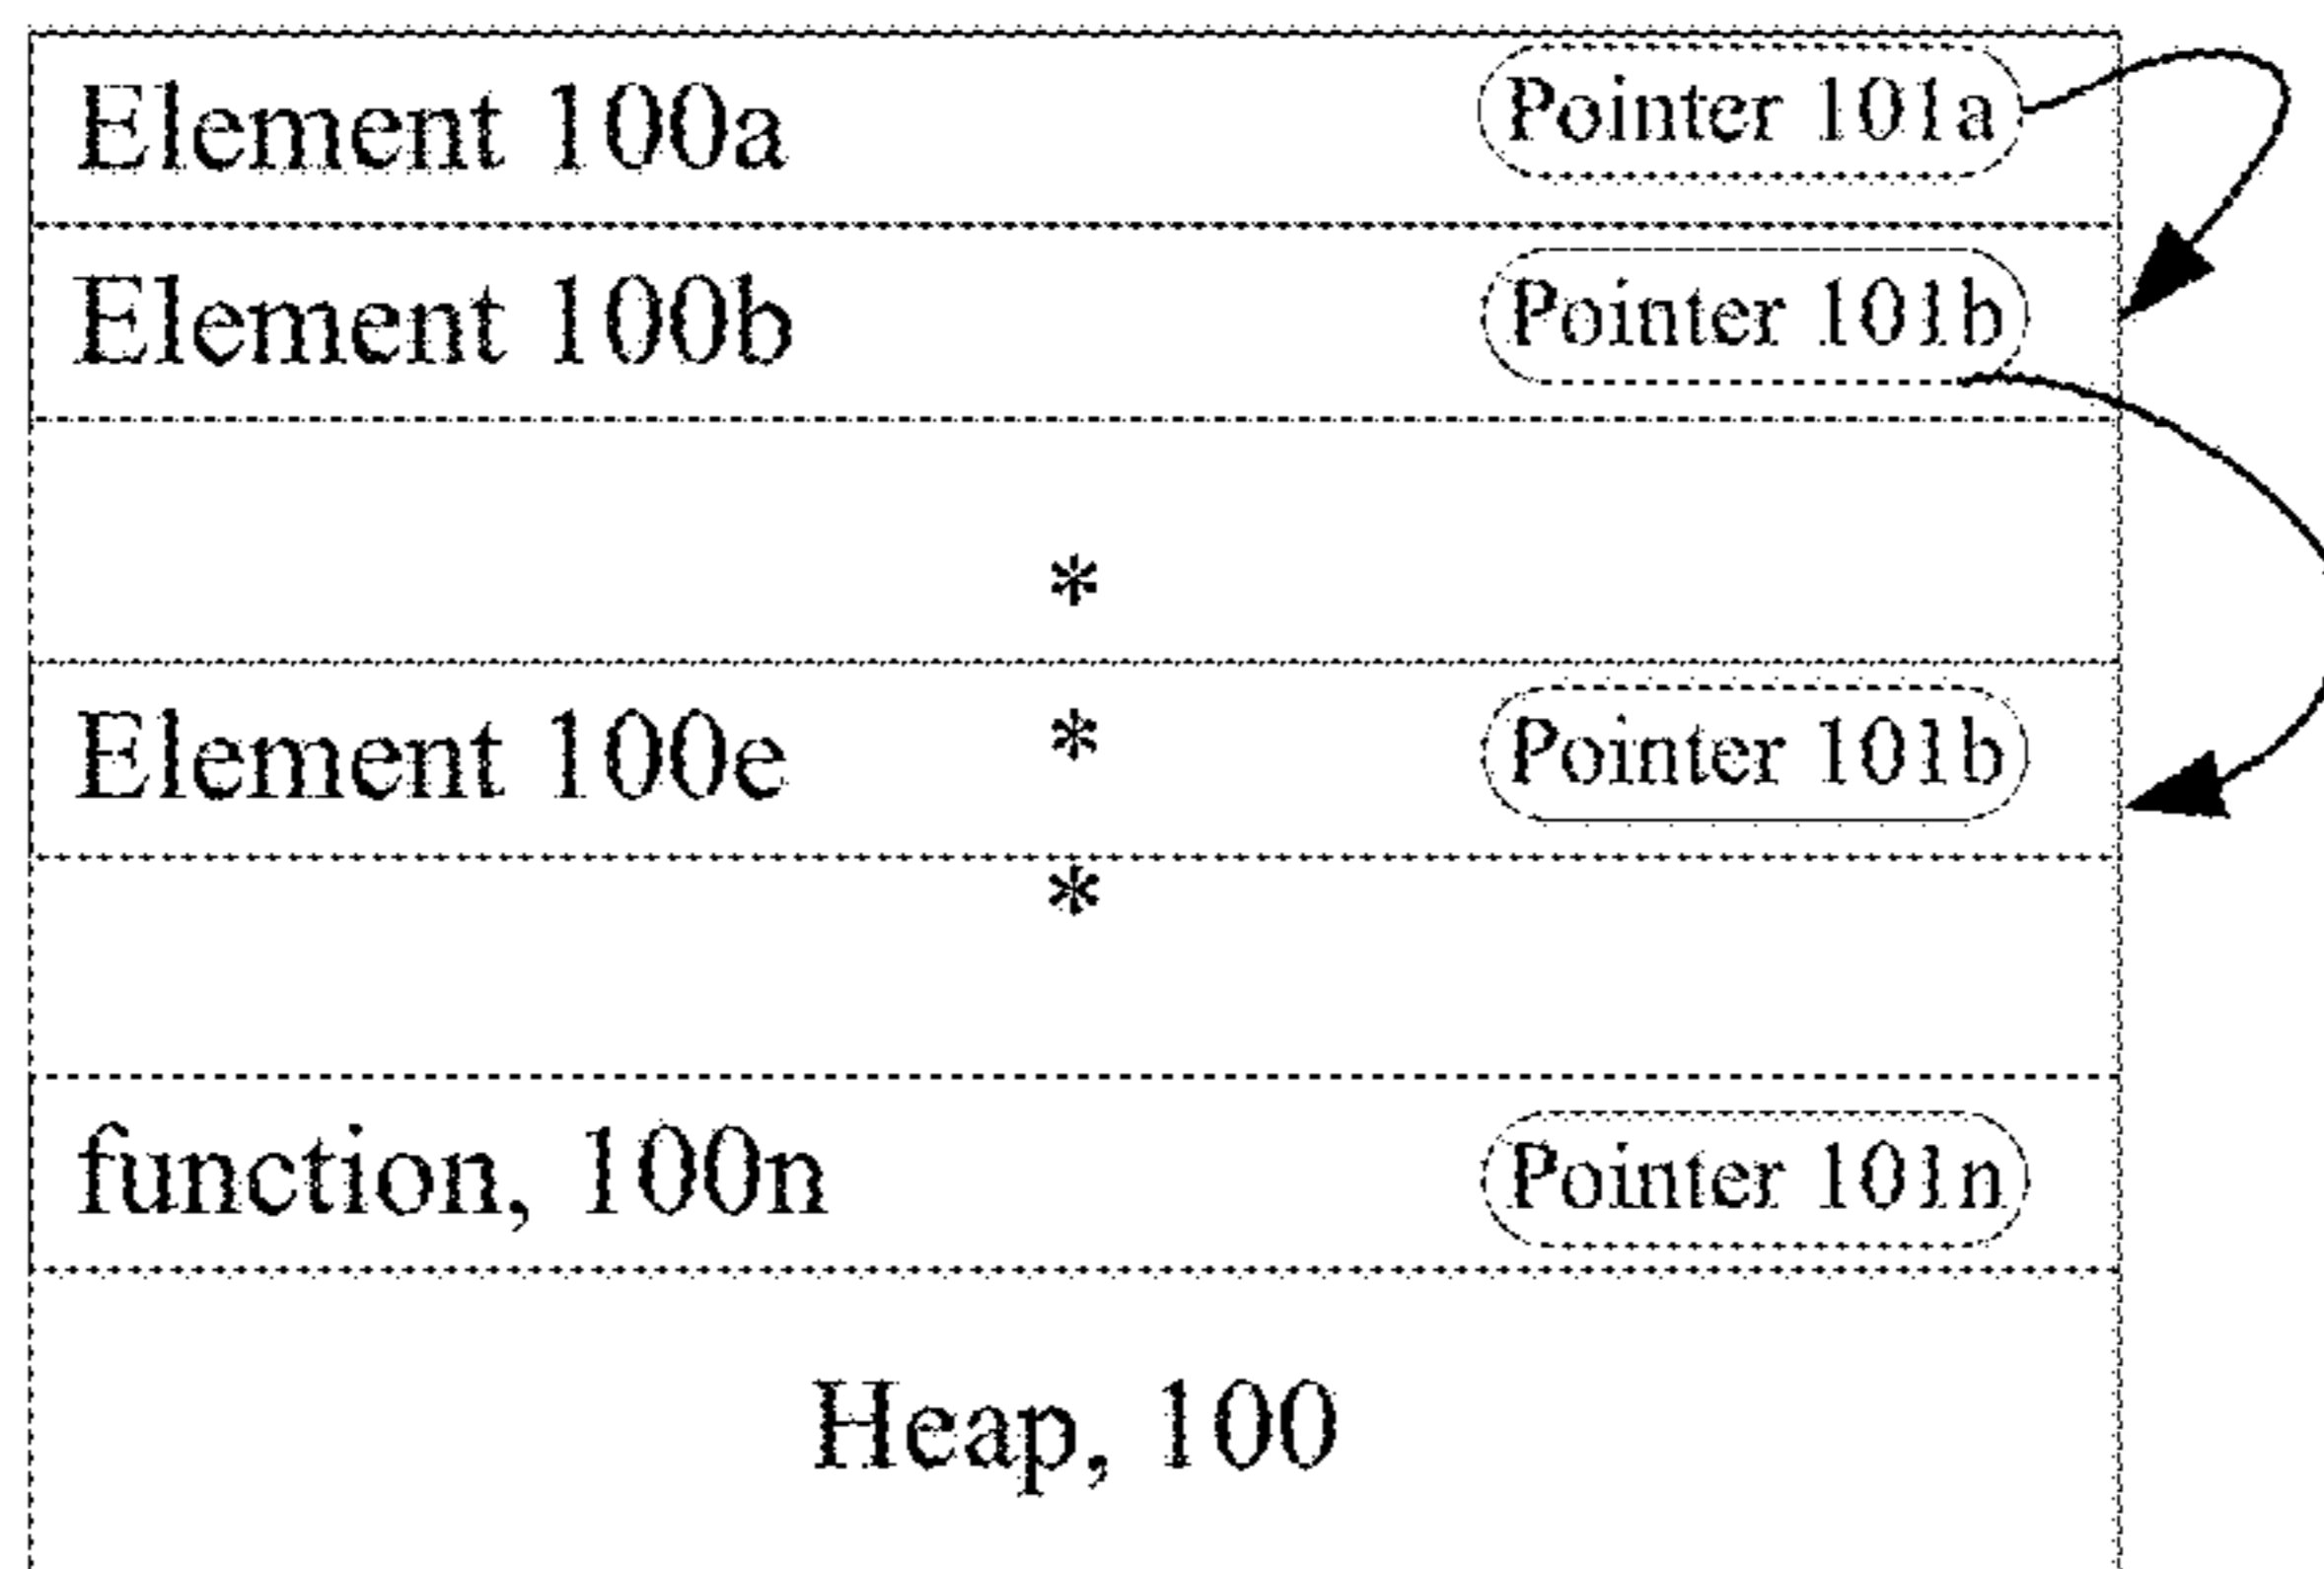 Element 100a Pointer 101a
Element 100b Pointer 101b
*
Element 100e * Pointer 101b
*
function, 100n Pointer 101n
Heap, 100